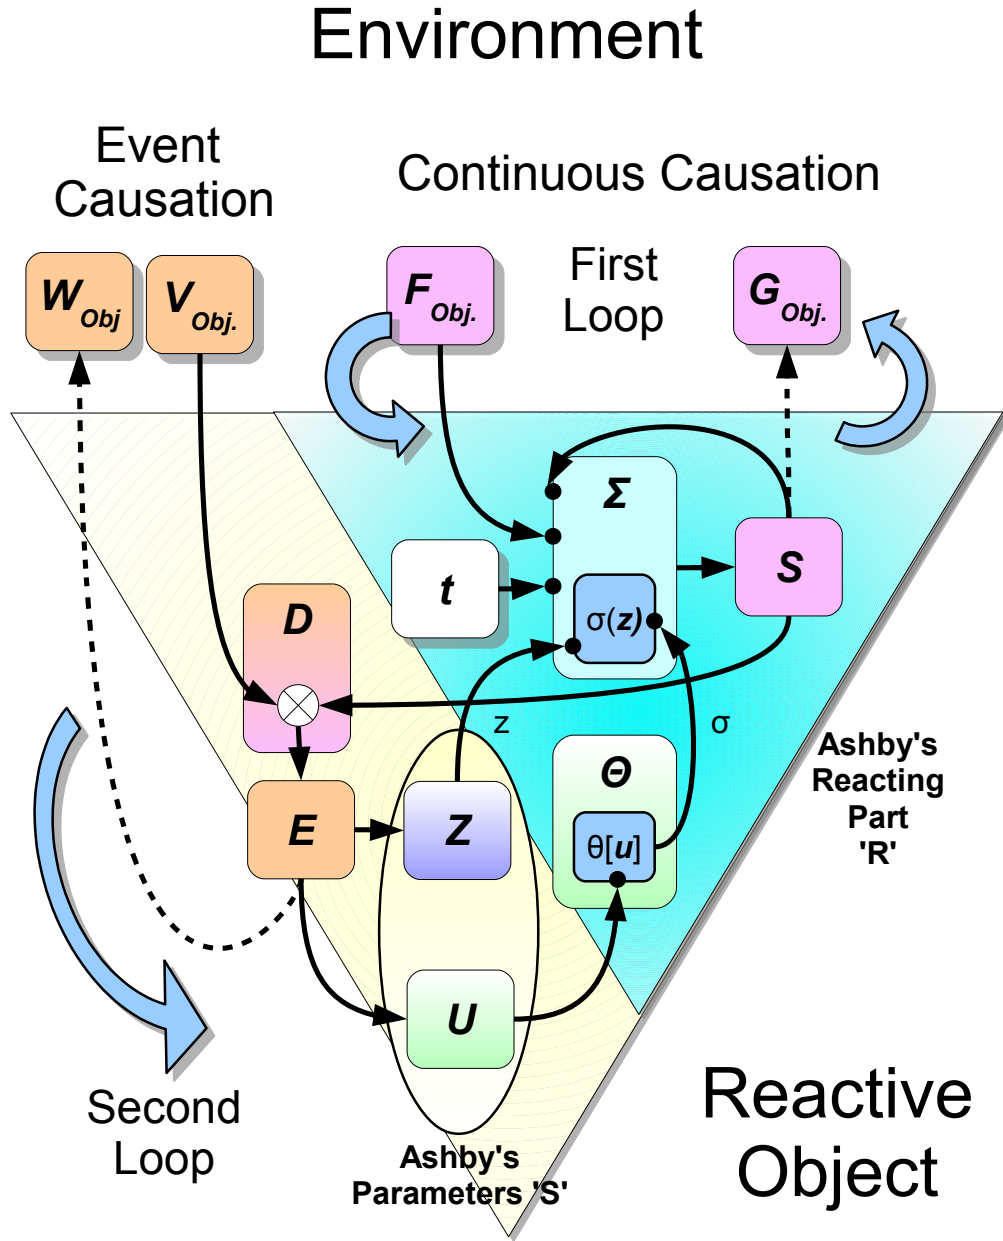 Environment
Event
Causation
Continuous Causation
First
Loop
W Obj
V Obj.
F Obj.
G Obj.
Σ
S
t
σ(z)
D
z
σ
Ashby's
Reacting
Part
'R'
Θ
E
Z
θ[u]
U
Second
Loop
Reactive
Object
Ashby's
Parameters 'S'